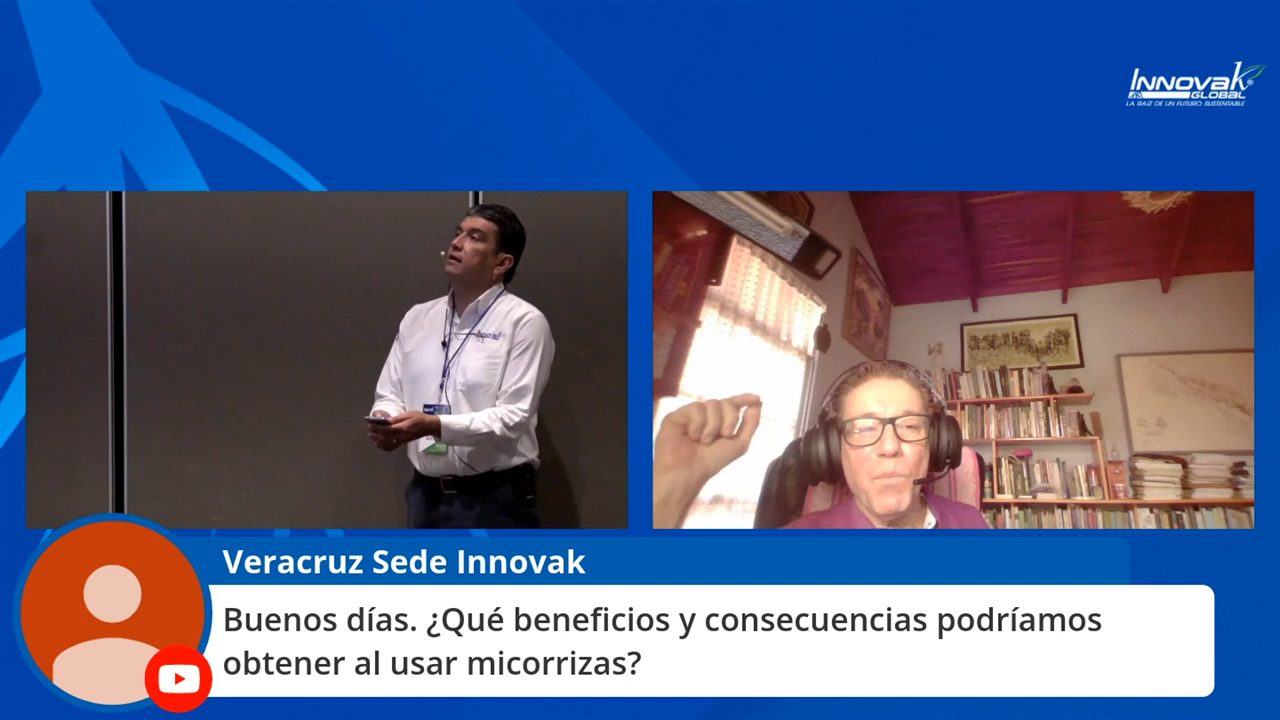 INNOVAK
GLOBAL
LA RAÍZ DE UN FUTURO SUSTENTABLE
Veracruz Sede Innovak
Buenos días. ¿Qué beneficios y consecuencias podríamos
obtener al usar micorrizas?